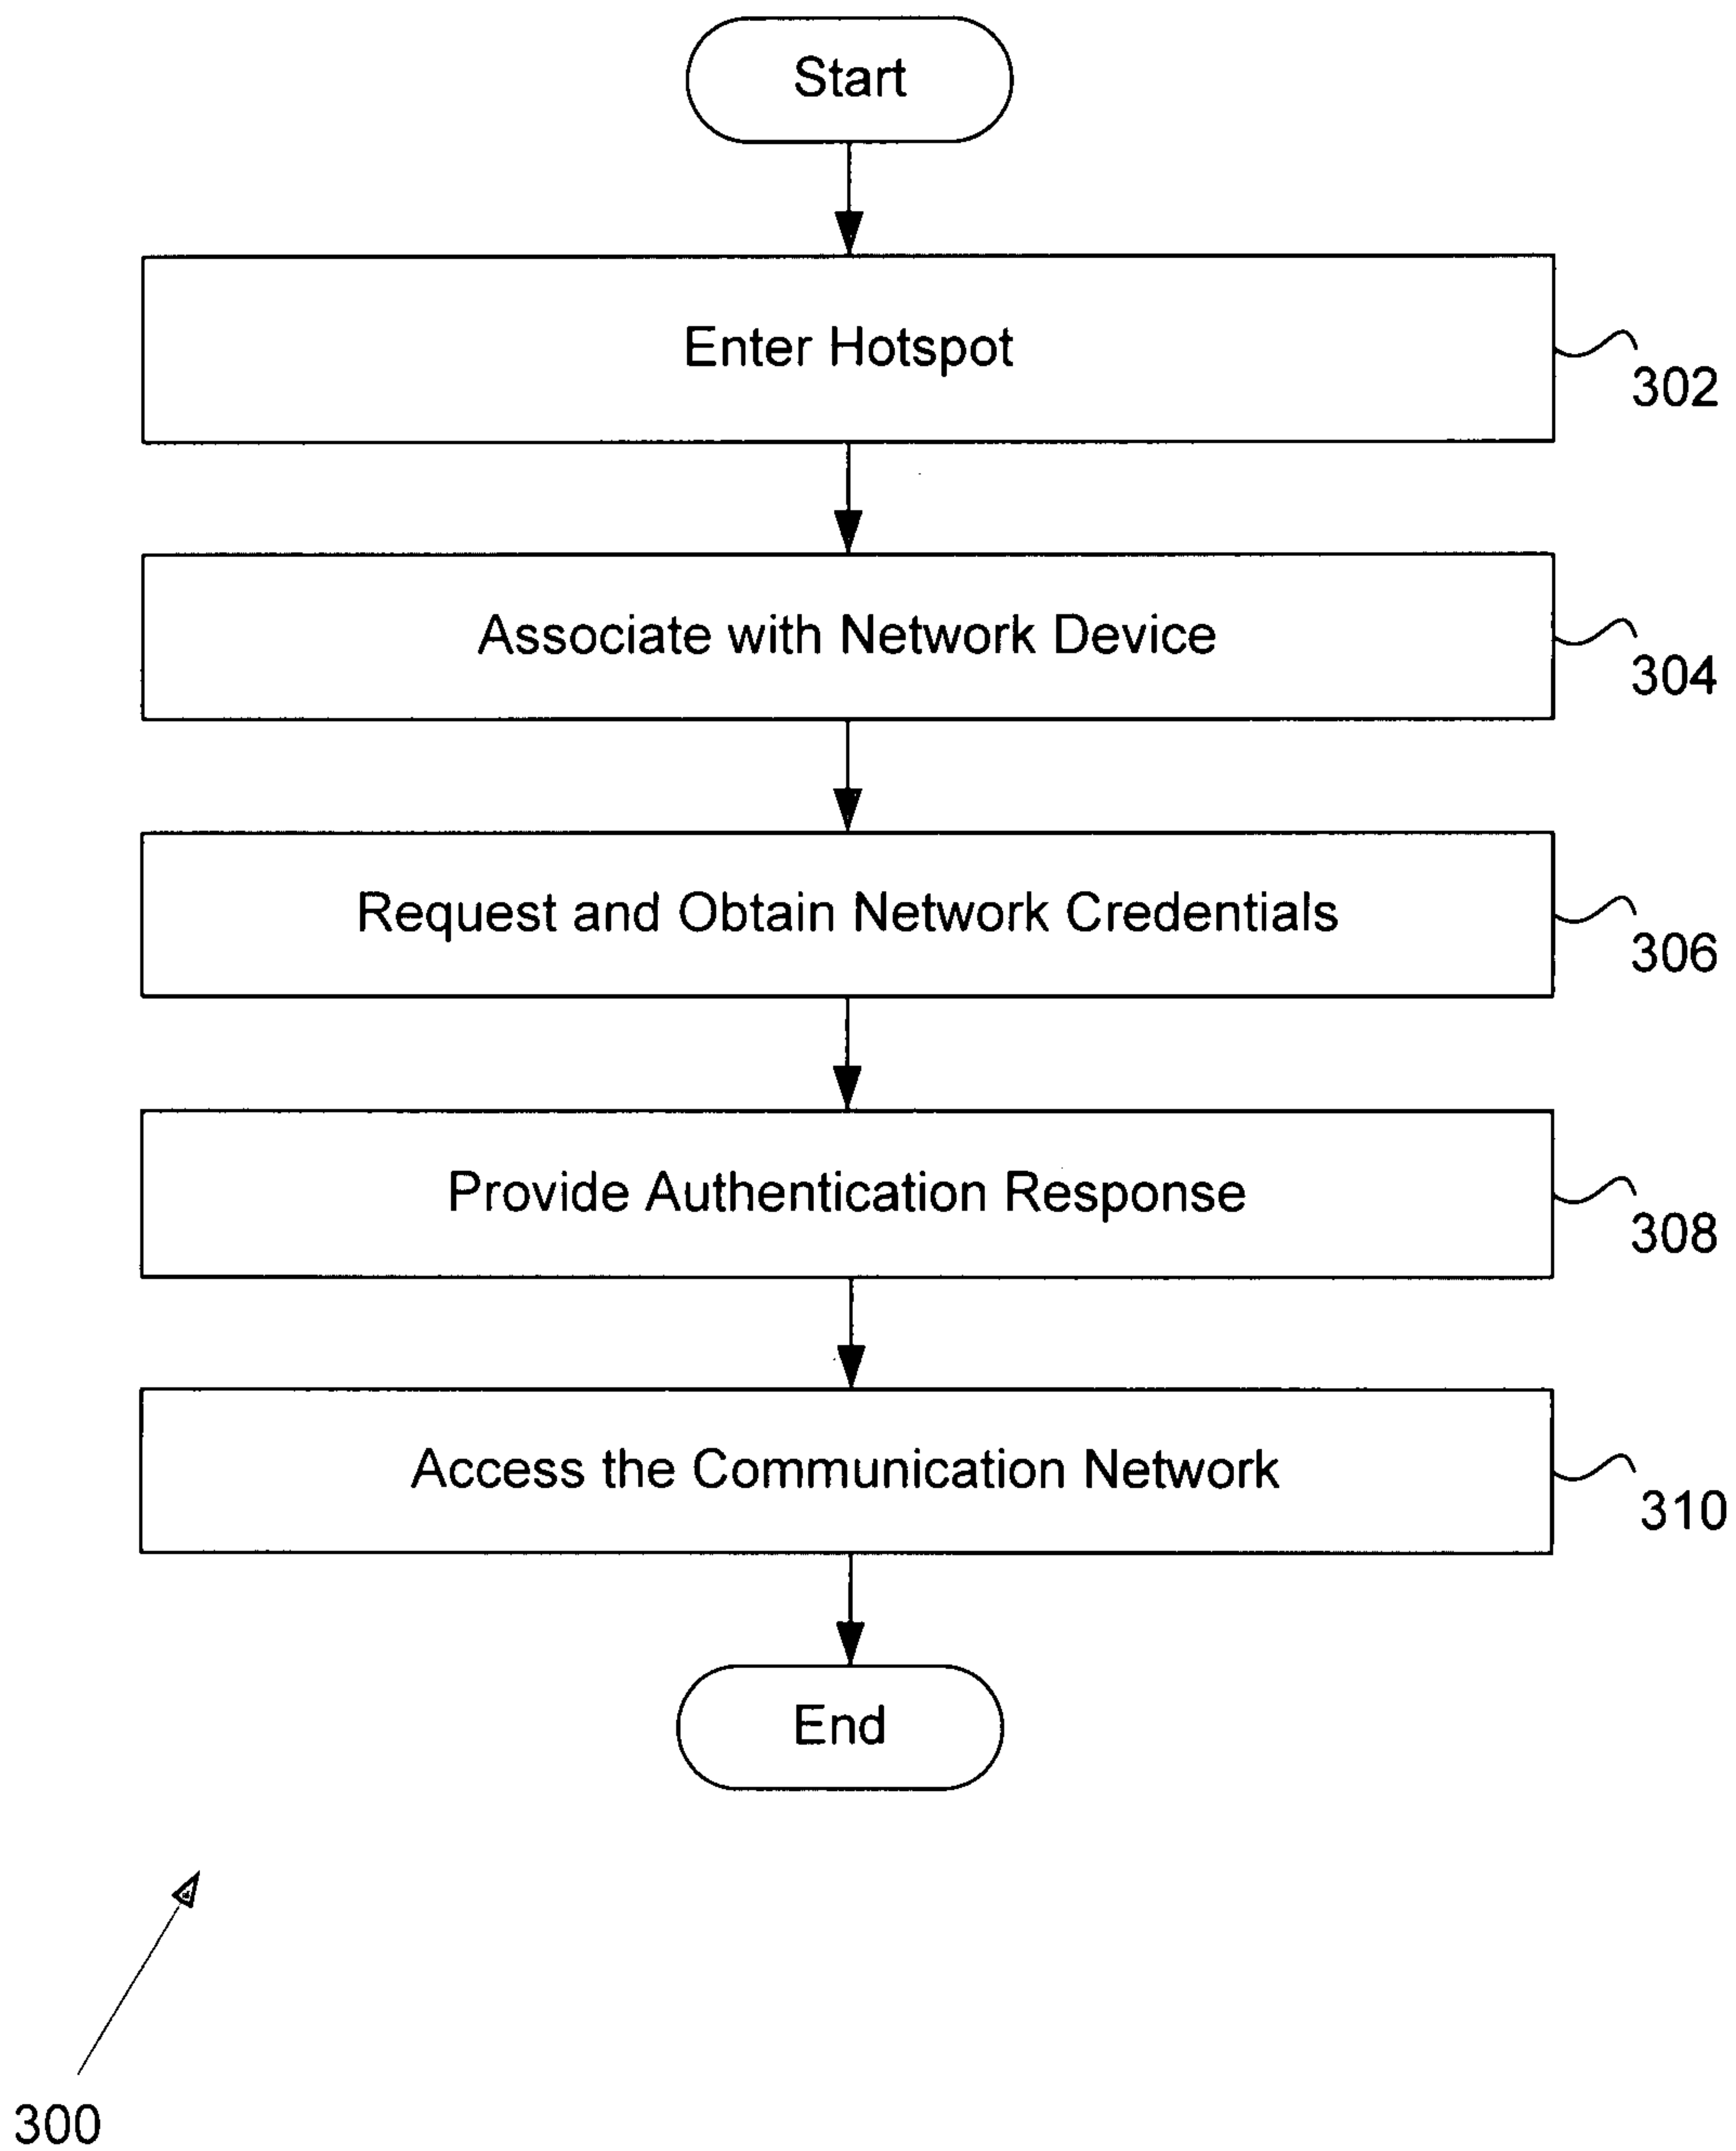 Start
Enter Hotspot
302
Associate with Network Device
304
Request and Obtain Network Credentials
306
Provide Authentication Response
308
Access the Communication Network
310
End
300